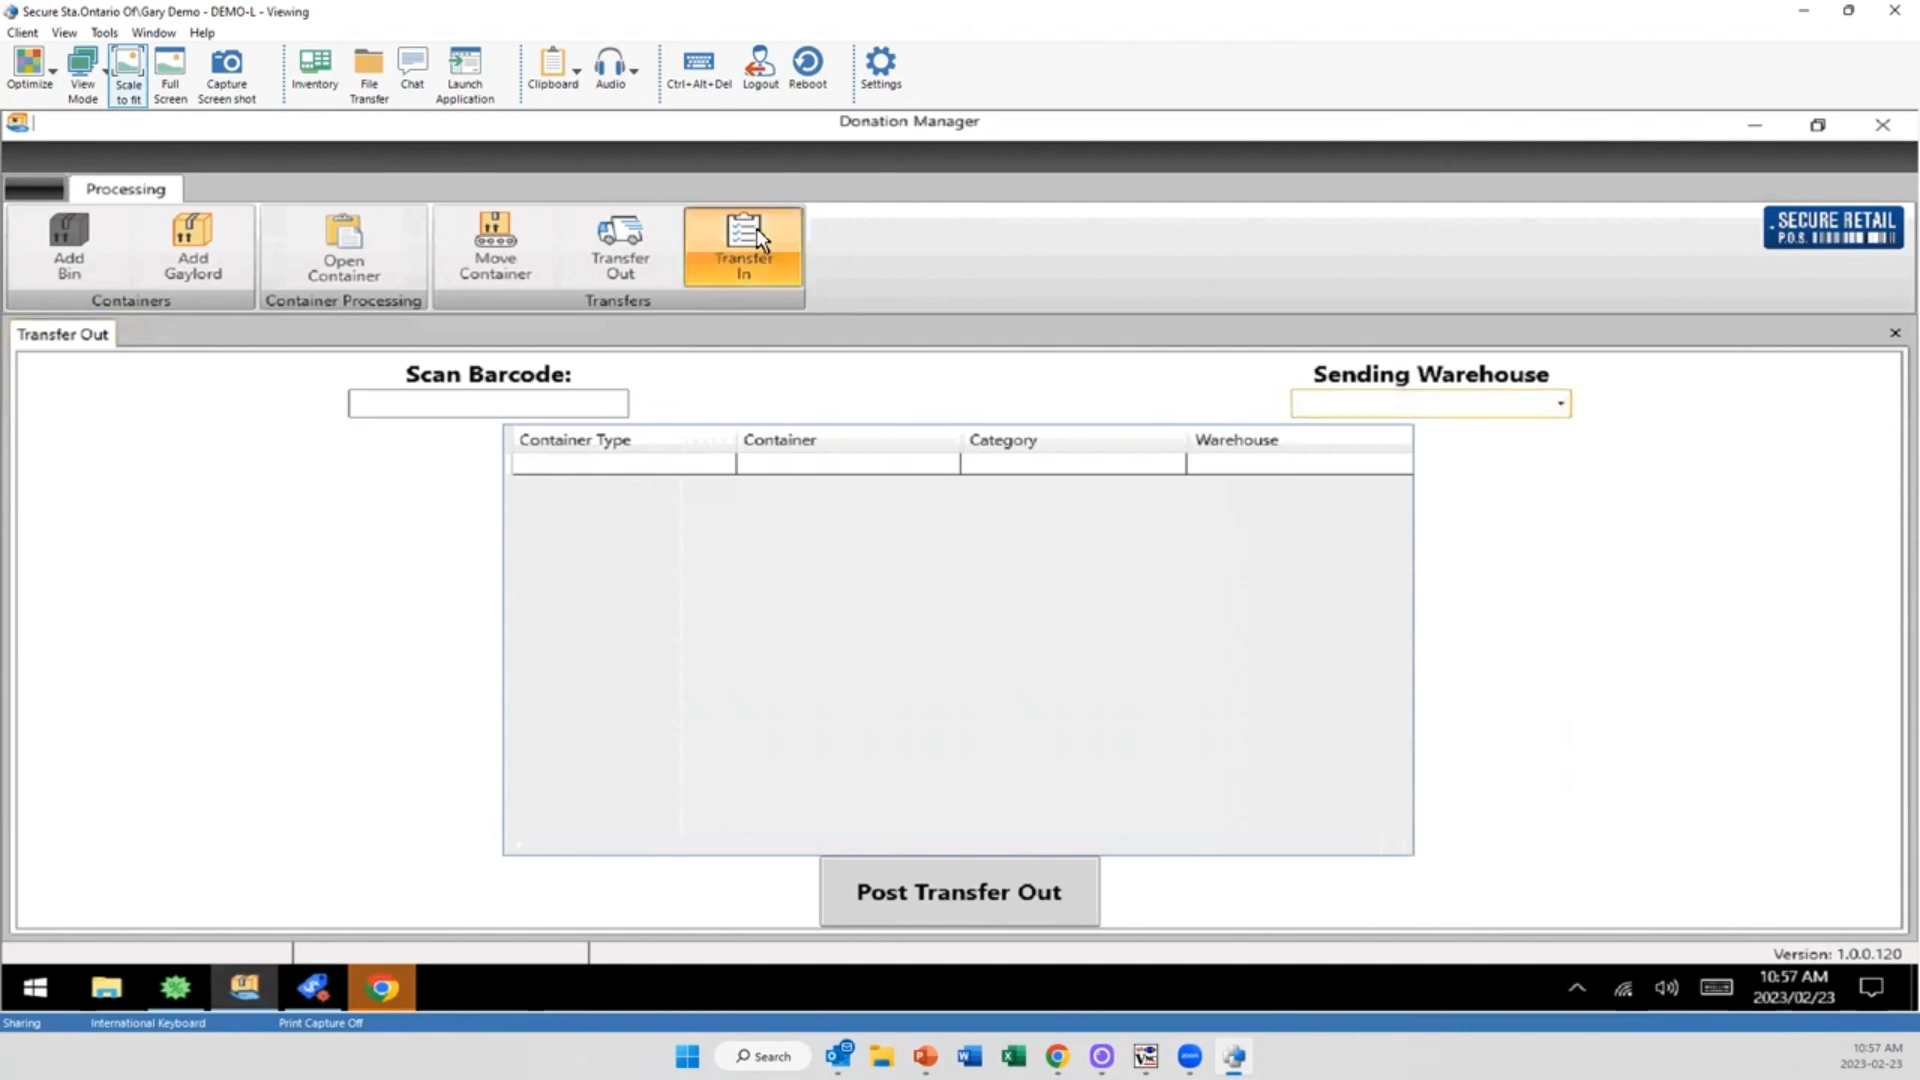 Secure Sta.Ontario Of\Gary Demo - DEMO-L - Viewing
Client View Tools Window Help
Optimize
View Mode
Scale to fit
Full Screen
Capture Screen shot
Inventory
File Transfer
Chat
Launch Application
Clipboard
Audio
Ctrl+Alt+Del
Logout
Reboot
Settings
Donation Manager
Processing
Add Bin
Add Gaylord
Open Container
Move Container
Transfer Out
Transfer In
SECURE RETAIL
P.O.S.
Containers
Container Processing
Transfers
Transfer Out
Scan Barcode:
Sending Warehouse
Container Type Container Category Warehouse
Post Transfer Out
Version: 1.0.0.120
10:57 AM
2023/02/23
Sharing International Keyboard Print Capture Off
Search
10:57 AM
2023-02-23